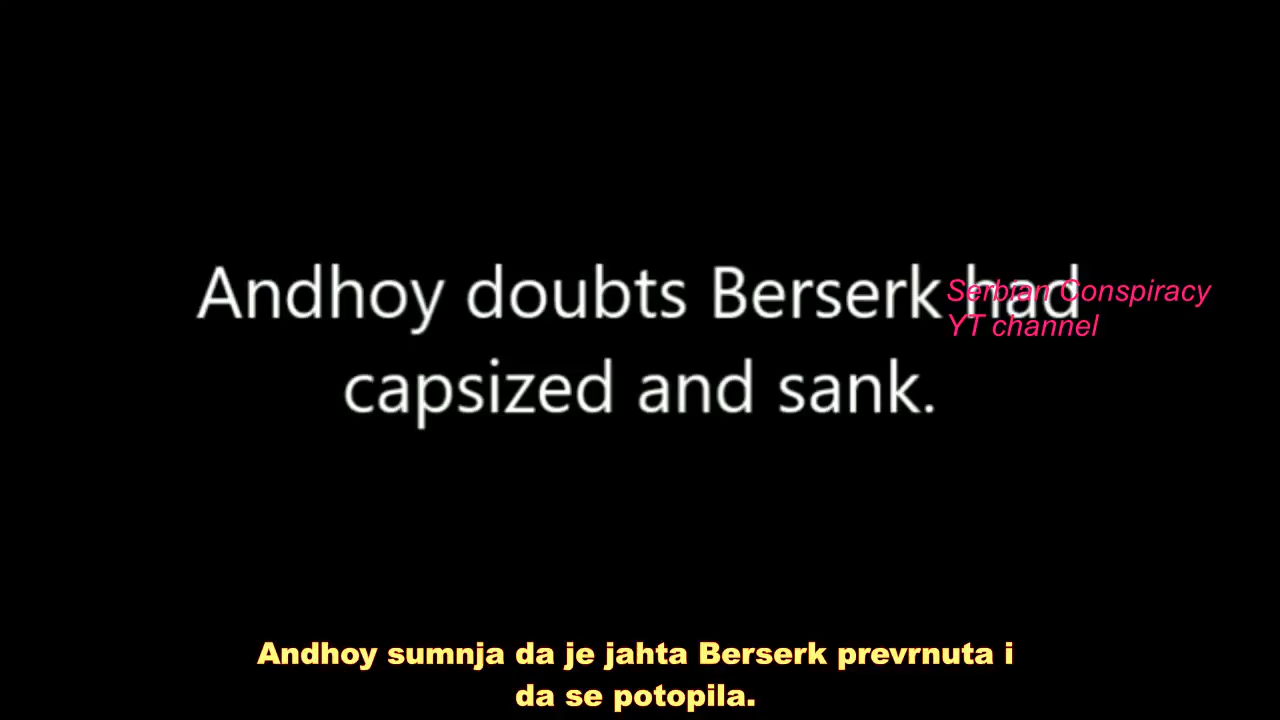 Andhoy doubts Berserk had
Serbian Conspiracy
YT channel
capsized and sank.
Andhoy sumnja da je jahta Berserk prevrnuta i
da se potopila.